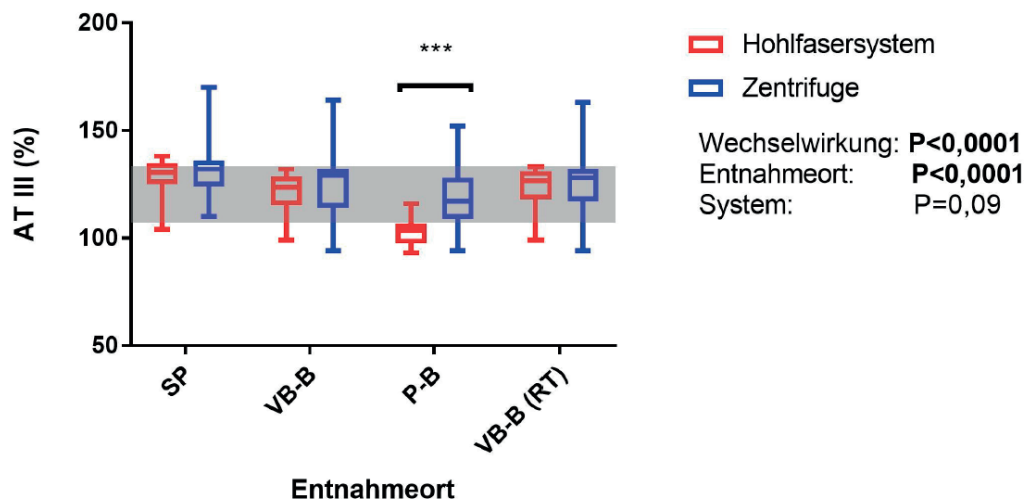 200
150
100
50
AT III (%)
***
SP
VB-B
P-B
VB-B (RT)
Entnahmeort
Hohlfasersystem
Zentrifuge
Wechselwirkung: P<0,0001
Entnahmeort: P<0,0001
System: P=0,09